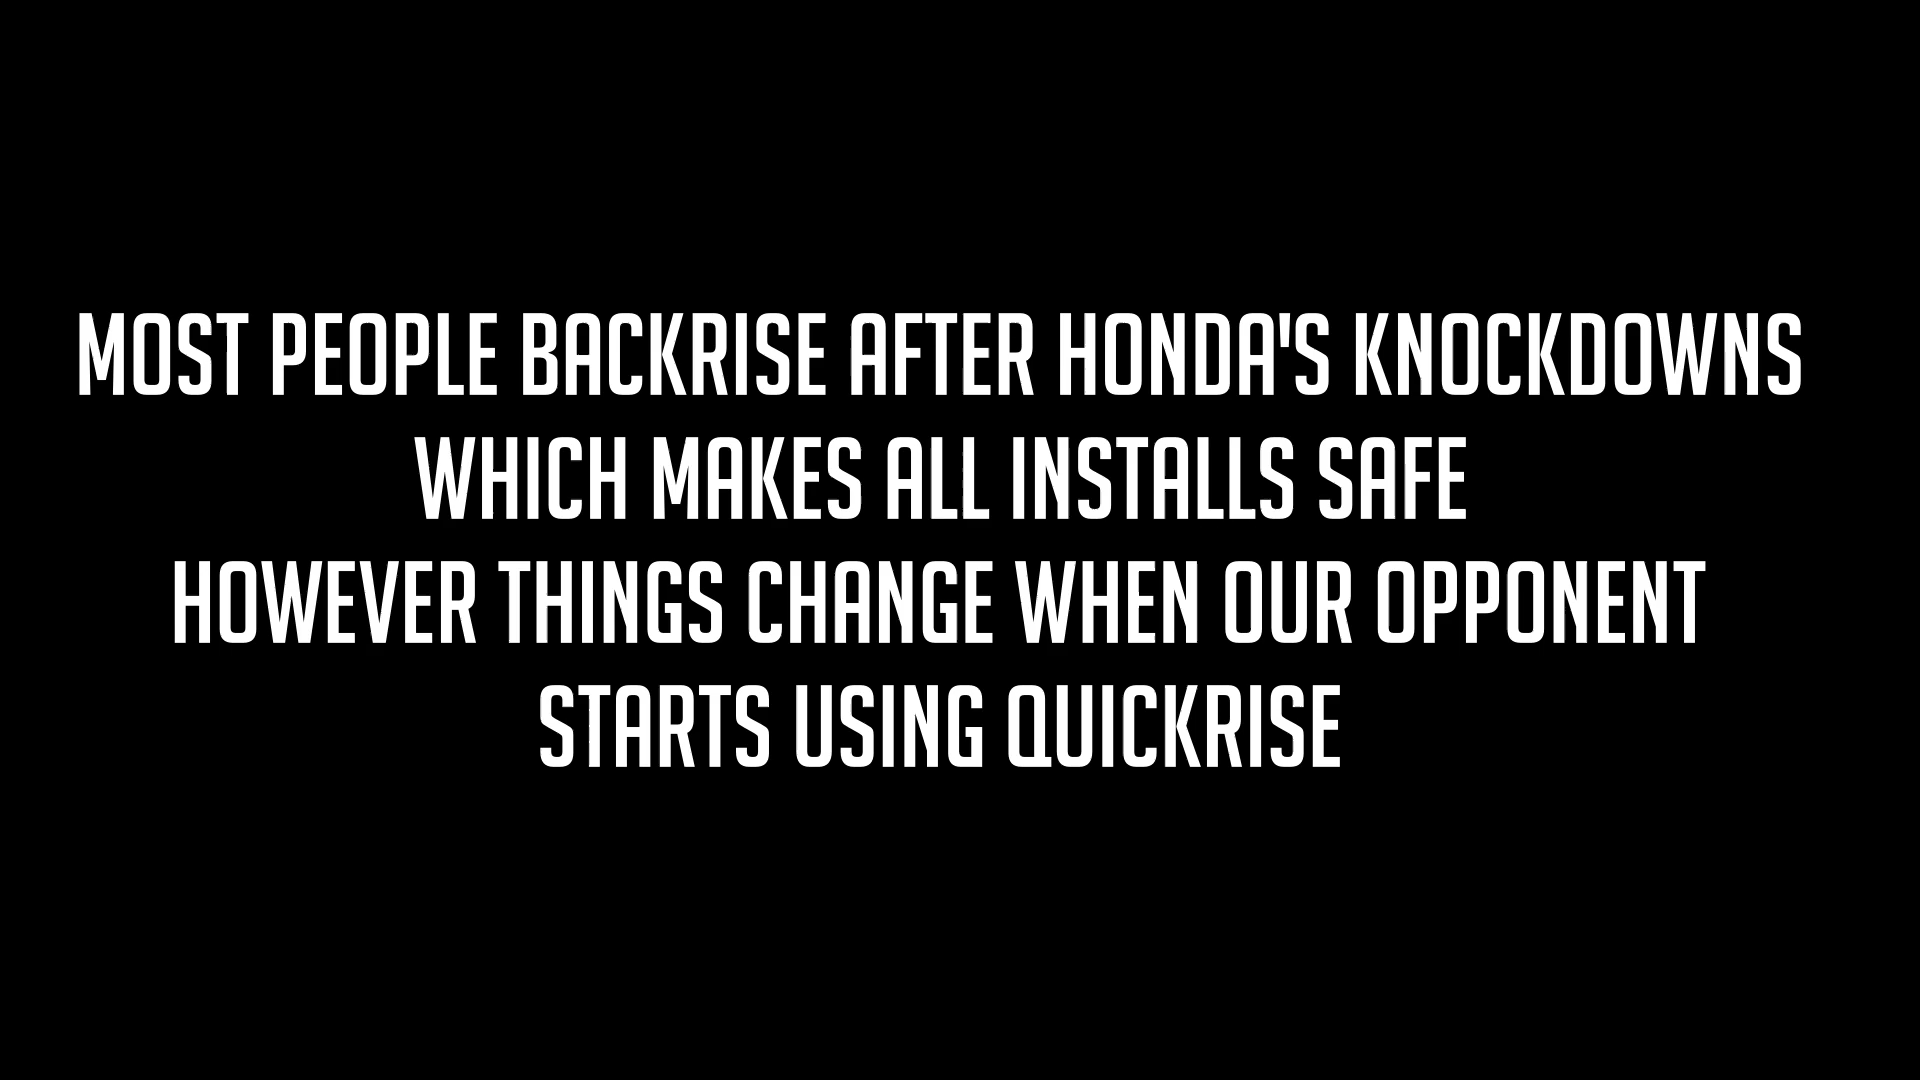 MOST PEOPLE BACKRISE AFTER HONDA'S KNOCKDOWNS
WHICH MAKES ALL INSTALLS SAFE
HOWEVER THINGS CHANGE WHEN OUR OPPONENT
STARTS USING QUICKRISE